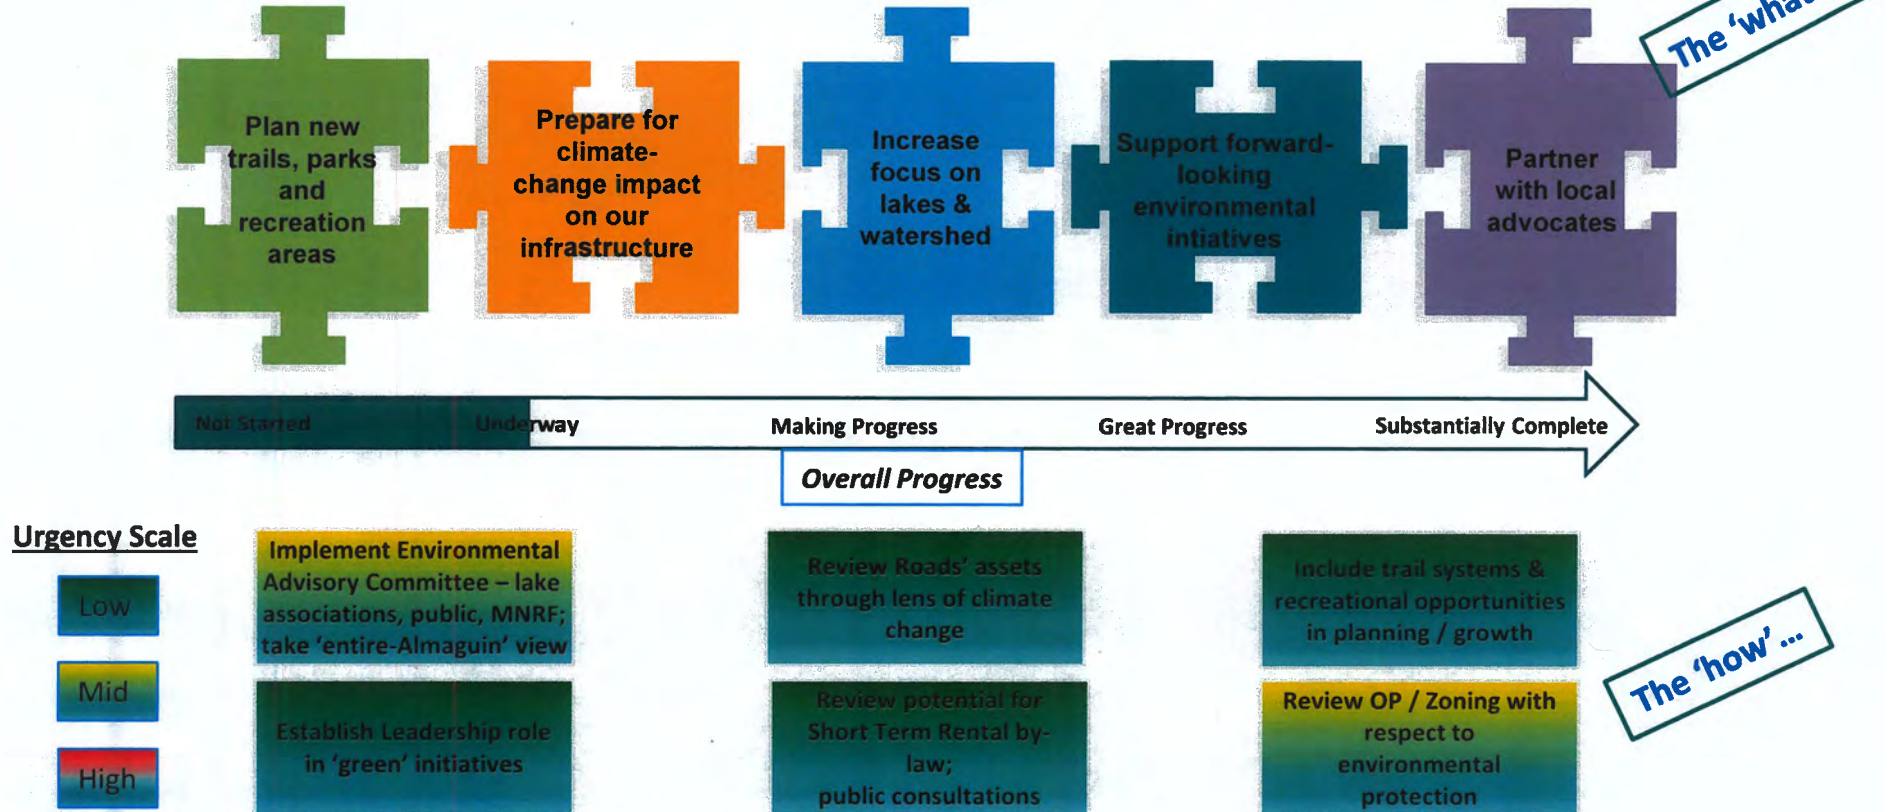 The 'what
Plan new
trails, parks
and
recreation
areas
Prepare for
climate-
change impact
on our
infrastructure
Increase
focus on
lakes &
watershed
Support forward-
looking
environmental
intiatives
Partner
with local
advocates
Not Started
Underway
Making Progress
Great Progress
Substantially Complete
Overall Progress
Urgency Scale
Low
Mid
High
Implement Environmental
Advisory Committee – lake
associations, public, MNRF;
take 'entire-Almaguin' view
Review Roads' assets
through lens of climate
change
Include trail systems &
recreational opportunities
in planning / growth
Establish Leadership role
in 'green' initiatives
Review potential for
Short Term Rental by-
law;
public consultations
Review OP / Zoning with
respect to
environmental
protection
The 'how' ...